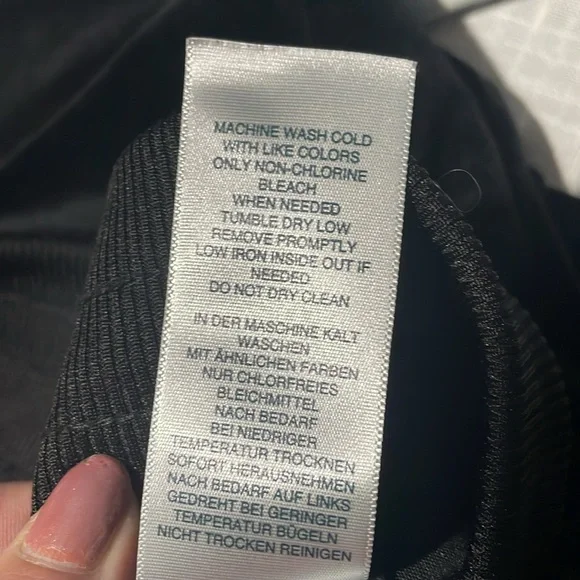 MACHINE WASH COLD
WITH LIKE COLORS
ONLY NON-CHLORINE
BLEACH
WHEN NEEDED
TUMBLE DRY LOW
REMOVE PROMPTLY
LOW IRON INSIDE OUT IF
NEEDED
DO NOT DRY CLEAN
IN DER MASCHINE KALT
WASCHEN
MIT ÄHNLICHEN FARBEN
NUR CHLORFREIES
BLEICHMITTEL
NACH BEDARF
BEI NIEDRIGER
TEMPERATUR TROCKNEN
SOFORT HERAUSNEHMEN
NACH BEDARF AUF LINKS
GEDREHT BEI GERINGER
TEMPERATUR BÜGELN
NICHT TROCKEN REINIGEN